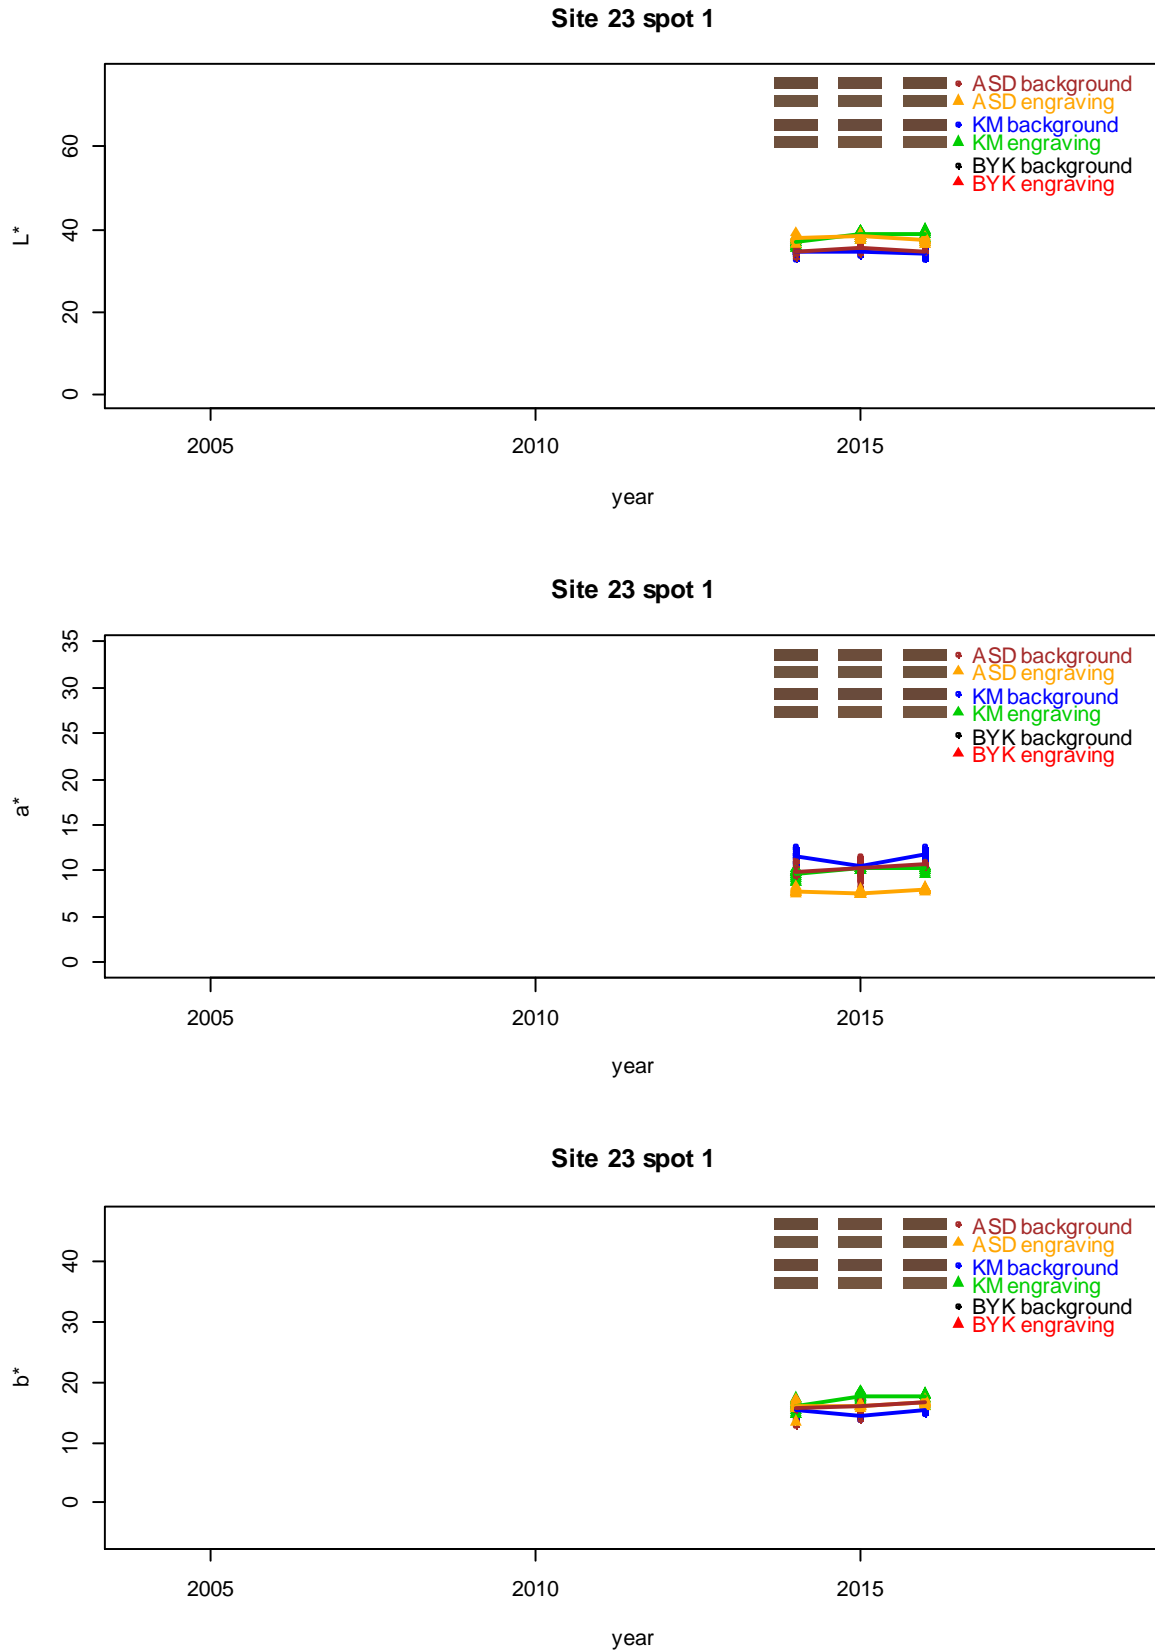 Site 23 spot 1
ASD background
ASD engraving
KM background
KM engraving
BYK background
BYK engraving
L*
60
40
20
0
2005 2010 2015
year
Site 23 spot 1
ASD background
ASD engraving
KM background
KM engraving
BYK background
BYK engraving
a*
35
30
25
20
15
10
5
0
2005 2010 2015
year
Site 23 spot 1
ASD background
ASD engraving
KM background
KM engraving
BYK background
BYK engraving
b*
40
30
20
10
0
2005 2010 2015
year